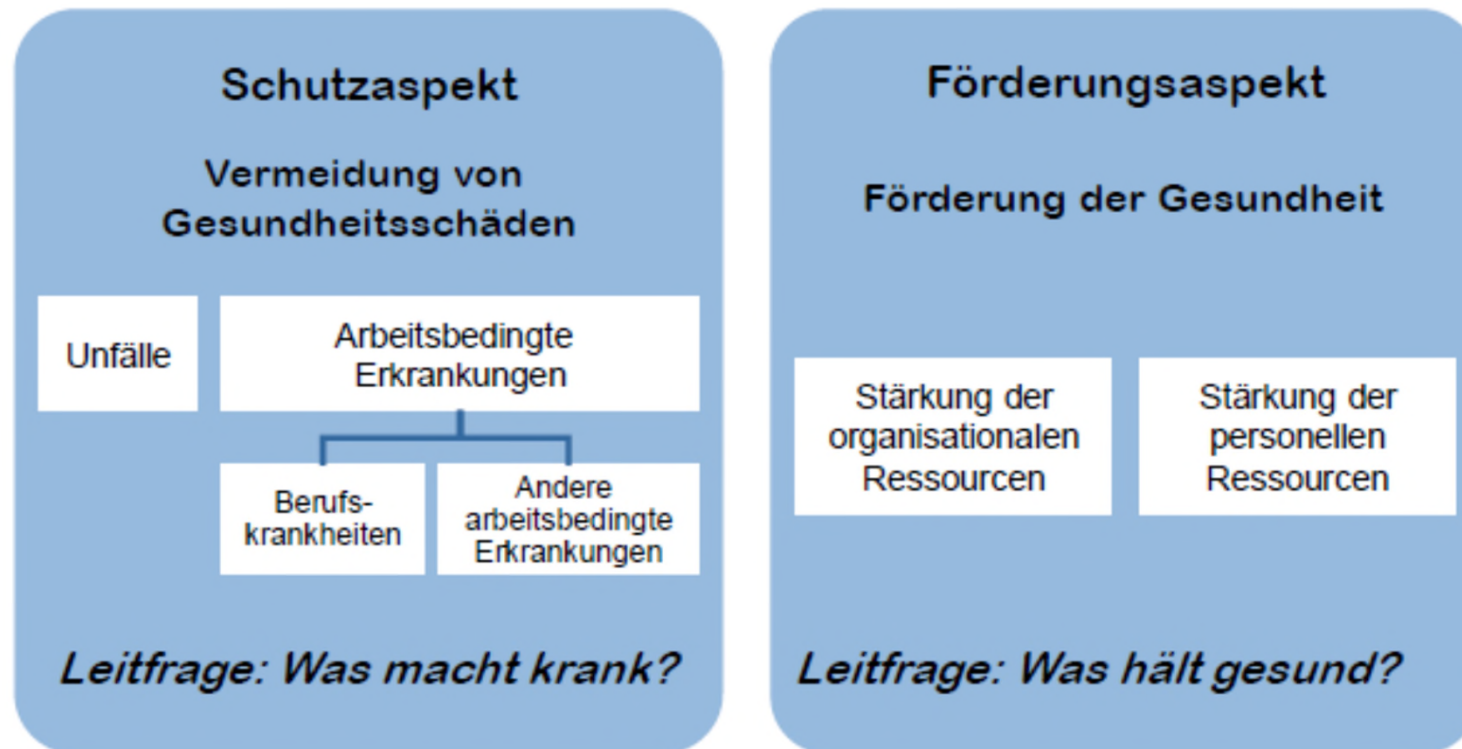 Schutzaspekt
Vermeidung von
Gesundheitsschäden
Unfälle
Arbeitsbedingte
Erkrankungen
Berufs-
krankheiten
Andere
arbeitsbedingte
Erkrankungen
Leitfrage: Was macht krank?
Förderungsaspekt
Förderung der Gesundheit
Stärkung der
organisationalen
Ressourcen
Stärkung der
personellen
Ressourcen
Leitfrage: Was hält gesund?